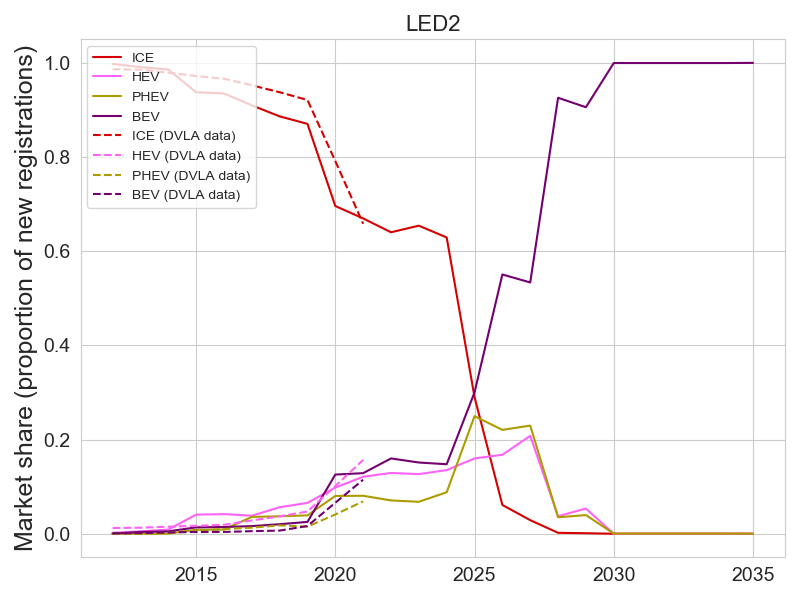 LED2
Market share (proportion of new registrations)
1.0
0.8
0.6
0.4
0.2
0.0
2015
2020
2025
2030
2035
ICE
HEV
PHEV
BEV
ICE (DVLA data)
HEV (DVLA data)
PHEV (DVLA data)
BEV (DVLA data)